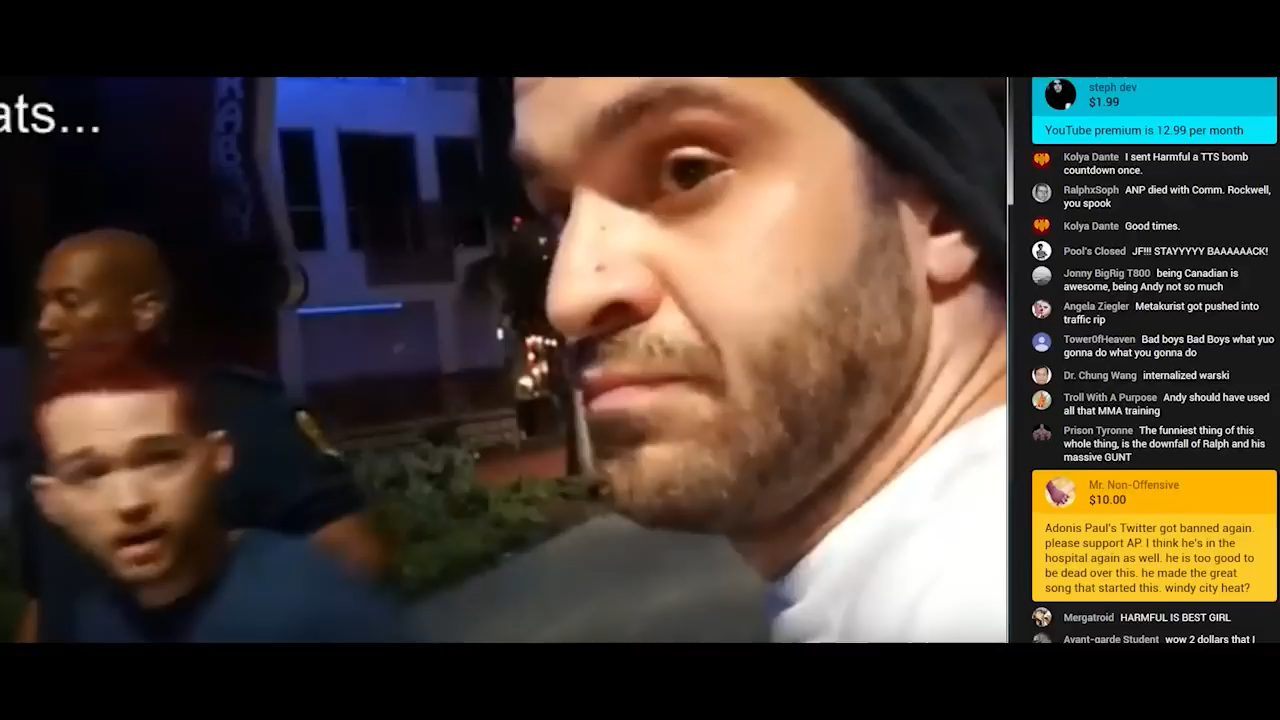 ats...
steph dev
$1.99
YouTube premium is 12.99 per month
Kolya Dante I sent Harmful a TTS bomb
countdown once.
RalphxSoph ANP died with Comm. Rockwell,
you spook
Kolya Dante Good times.
Pool's Closed JF!!! STAYYYYY BAAAAAACK!
Jonny BigRig T800 being Canadian is
awesome, being Andy not so much
Angela Ziegler Metakurist got pushed into
traffic rip
Tower0fHeaven Bad boys Bad Boys what yuo
gonna do what you gonna do
Dr. Chung Wang internalized warski
Troll With A Purpose Andy should have used
all that MMA training
Prison Tyronne The funniest thing of this
whole thing, is the downfall of Ralph and his
massive GUNT
Mr. Non-Offensive
$10.00
Adonis Paul's Twitter got banned again.
please support AP. I think he's in the
hospital again as well. he is too good to
be dead over this. he made the great
song that started this. windy city heat?
Mergatroid HARMFUL IS BEST GIRL
Avant-garde Student wow 2 dollars that I